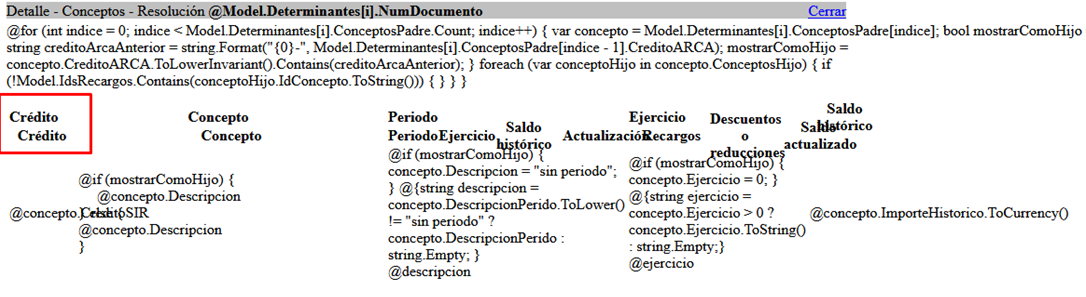 Detalle - Conceptos - Resolución @Model.Determinantes[i].NumDocumento Cerrar
@for (int indice = 0; indice < Model.Determinantes[i].ConceptosPadre.Count; indice++) { var concepto = Model.Determinantes[i].ConceptosPadre[indice]; bool mostrarComoHijo
string creditoArcaAnterior = string.Format("{0}-", Model.Determinantes[i].ConceptosPadre[indice - 1].CreditoARCA); mostrarComoHijo =
concepto.CreditoARCA.ToLowerInvariant().Contains(creditoArcaAnterior); } foreach (var conceptoHijo in concepto.ConceptosHijo) { if
(!Model.IdsRecargos.Contains(conceptoHijo.IdConcepto.ToString())) { } } }
Crédito Concepto Periodo Ejercicio Saldo histórico
Crédito Concepto Periodo Ejercicio Saldo histórico Actualización Recargos Descuentos o reducciones Saldo actualizado
@concepto.CreditoSIR
@if (mostrarComoHijo) {
@concepto.Descripcion
} else {
@concepto.Descripcion
}
@if (mostrarComoHijo) {
concepto.Descripcion = "sin periodo";
} @{string descripcion =
concepto.DescripcionPerido.ToLower()
!= "sin periodo" ?
concepto.DescripcionPerido :
string.Empty; }
@descripcion
@if (mostrarComoHijo) {
concepto.Ejercicio = 0; }
@{string ejercicio =
concepto.Ejercicio > 0 ?
concepto.Ejercicio.ToString()
: string.Empty;}
@ejercicio
@concepto.ImporteHistorico.ToCurrency()